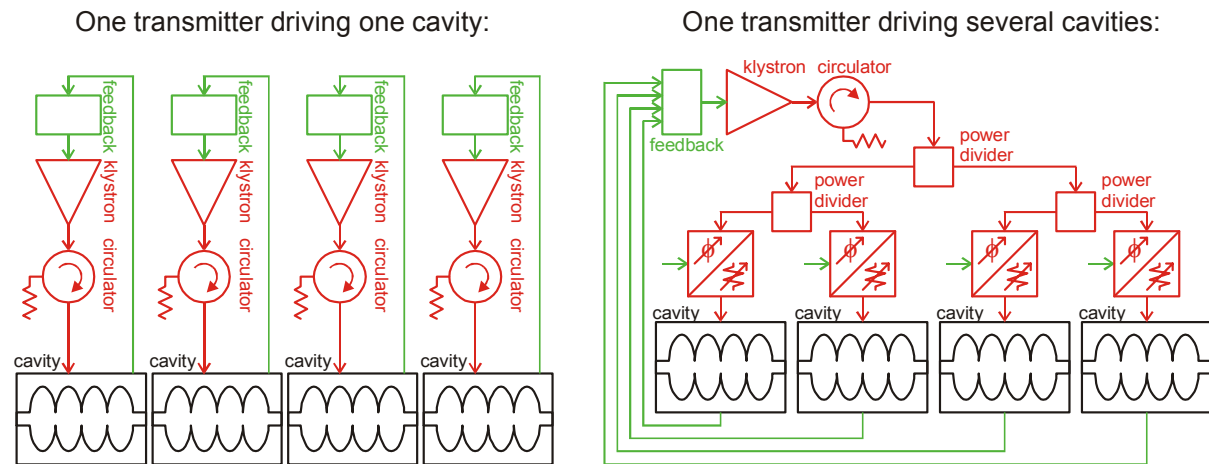 One transmitter driving one cavity:
feedback
klystron
circulator
cavity
feedback
klystron
circulator
cavity
feedback
klystron
circulator
cavity
feedback
klystron
circulator
cavity
One transmitter driving several cavities:
klystron
circulator
feedback
power
divider
power
divider
power
divider
ϕ
ϕ
ϕ
ϕ
cavity
cavity
cavity
cavity